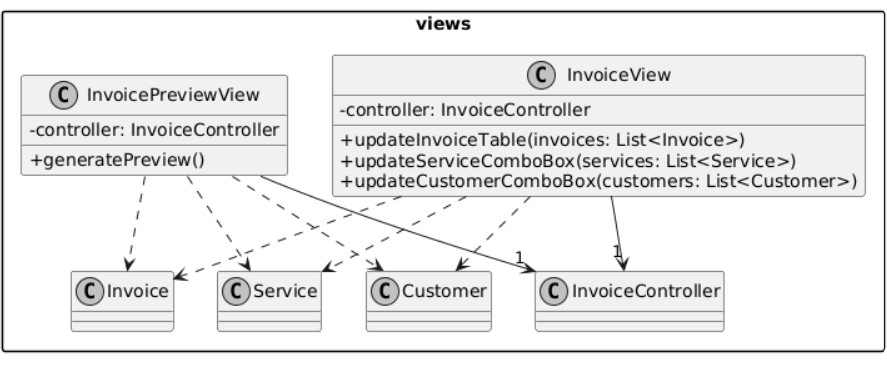 views
C InvoicePreviewView
-controller: InvoiceController
+generatePreview()
C InvoiceView
-controller: InvoiceController
+updateInvoiceTable(invoices: List<Invoice>)
+updateServiceComboBox(services: List<Service>)
+updateCustomerComboBox(customers: List<Customer>)
1
1
C Invoice
C Service
C Customer
C InvoiceController